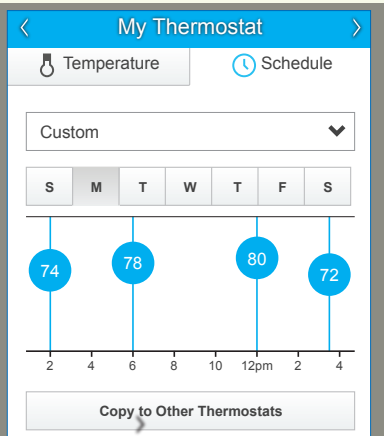 My Thermostat
Temperature
Schedule
Custom
S M T W T F S
74 78 80 72
2 4 6 8 10 12pm 2 4
Copy to Other Thermostats